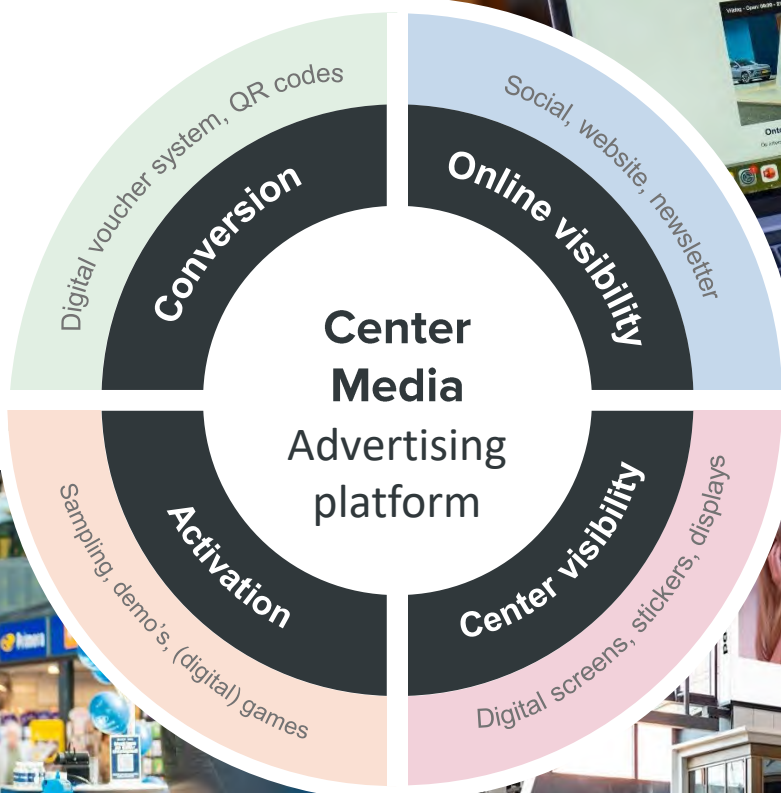 Digital voucher system, QR codes
Conversion
Social, website, newsletter
Online visibility
Center
Media
Advertising
platform
Activation
Sampling, demo's, (digital) games
Center visibility
Digital screens, stickers, displays
Primera